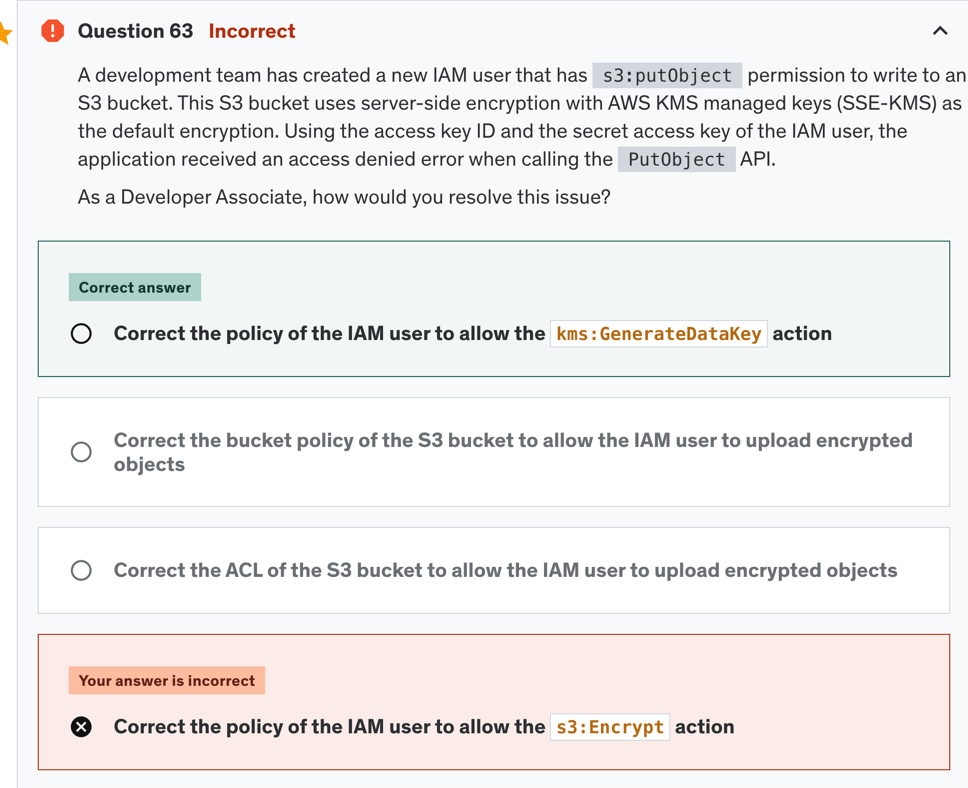 Question 63 Incorrect
A development team has created a new IAM user that has s3:putObject permission to write to an
S3 bucket. This S3 bucket uses server-side encryption with AWS KMS managed keys (SSE-KMS) as
the default encryption. Using the access key ID and the secret access key of the IAM user, the
application received an access denied error when calling the PutObject API.
As a Developer Associate, how would you resolve this issue?
Correct answer
Correct the policy of the IAM user to allow the kms:GenerateDataKey action
Correct the bucket policy of the S3 bucket to allow the IAM user to upload encrypted
objects
Correct the ACL of the S3 bucket to allow the IAM user to upload encrypted objects
Your answer is incorrect
Correct the policy of the IAM user to allow the s3:Encrypt action